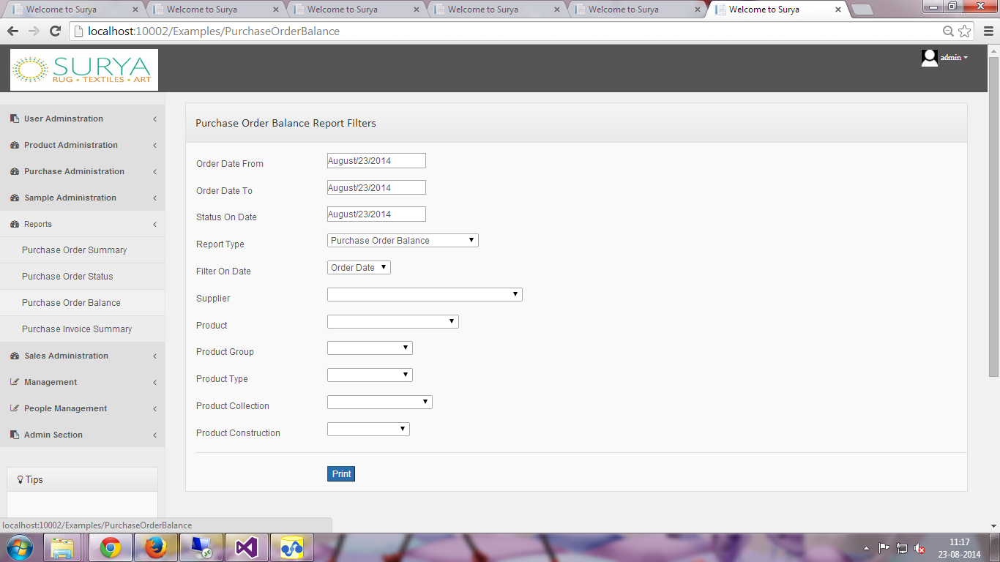 Welcome to Surya
Welcome to Surya
Welcome to Surya
Welcome to Surya
Welcome to Surya
Welcome to Surya
localhost:10002/Examples/PurchaseOrderBalance
SURYA
RUG • TEXTILES • ART
admin
User Adminstration
Product Administration
Purchase Administration
Sample Administration
Reports
Purchase Order Summary
Purchase Order Status
Purchase Order Balance
Purchase Invoice Summary
Sales Administration
Management
People Management
Admin Section
Tips
Purchase Order Balance Report Filters
Order Date From August/23/2014
Order Date To August/23/2014
Status On Date August/23/2014
Report Type Purchase Order Balance
Filter On Date Order Date
Supplier
Product
Product Group
Product Type
Product Collection
Product Construction
Print
localhost:10002/Examples/PurchaseOrderBalance
11:17
23-08-2014